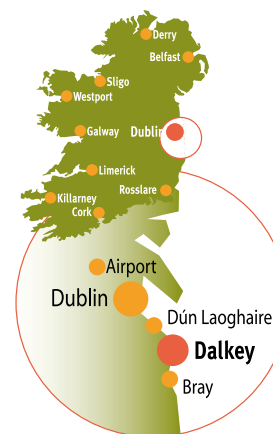 Derry
Belfast
Sligo
Westport
Galway
Dublin
Limerick
Rosslare
Killarney
Cork
Airport
Dublin
Dún Laoghaire
Dalkey
Bray